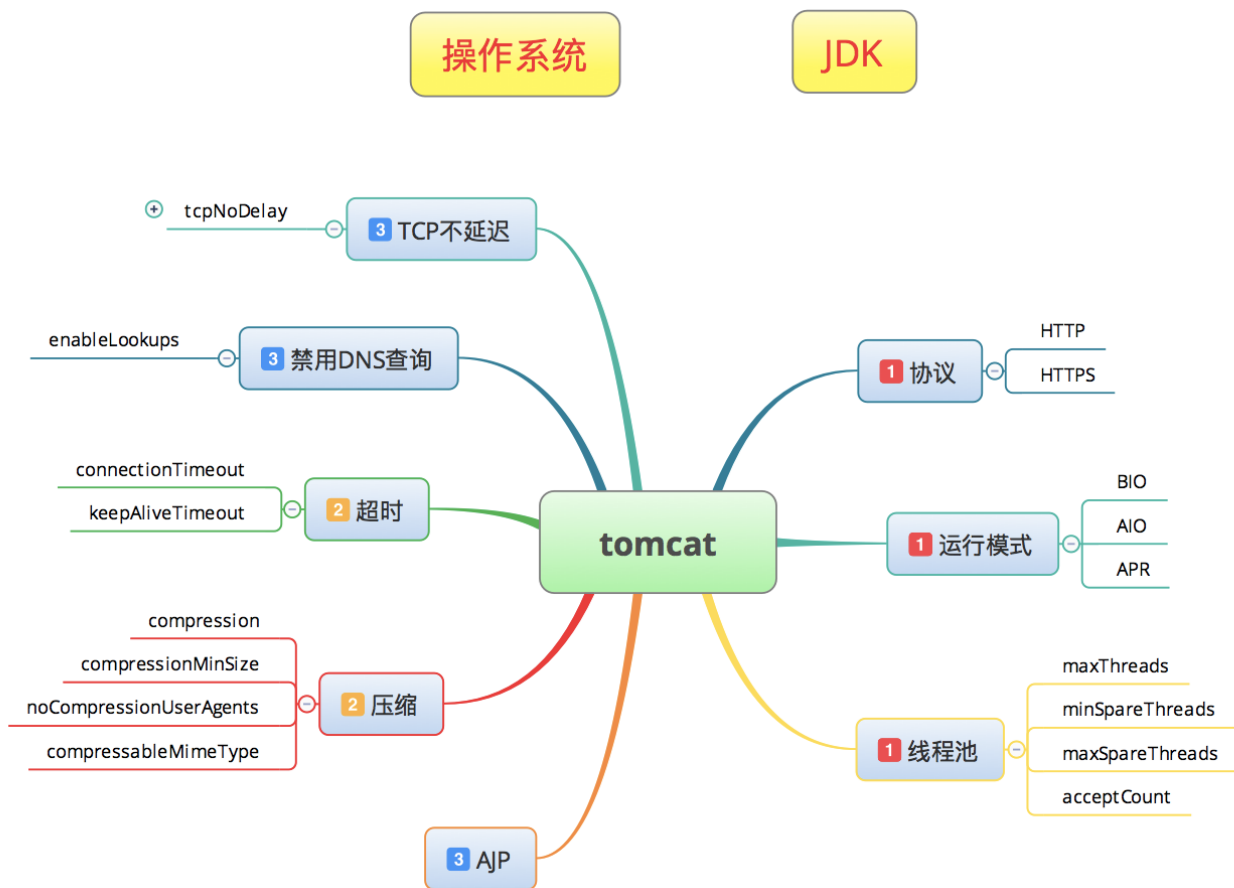 操作系统
JDK
tcpNoDelay
3 TCP不延迟
enableLookups
3 禁用DNS查询
connectionTimeout
keepAliveTimeout
2 超时
compression
compressionMinSize
noCompressionUserAgents
compressableMimeType
2 压缩
3 AJP
tomcat
1 协议
HTTP
HTTPS
1 运行模式
BIO
AIO
APR
1 线程池
maxThreads
minSpareThreads
maxSpareThreads
acceptCount